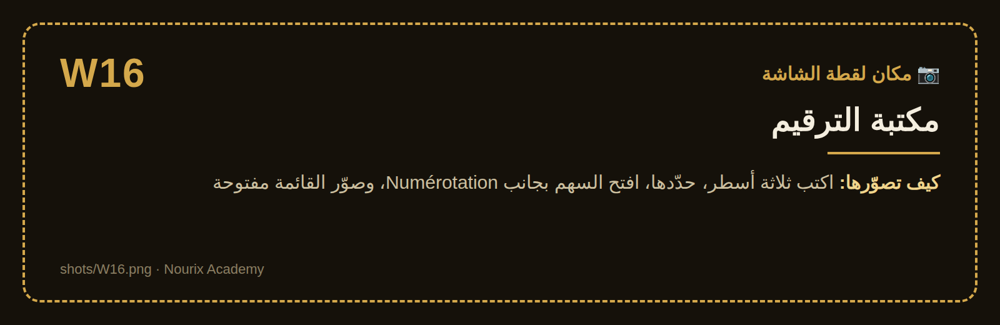 W16
📷 مكان لقطة الشاشة
مكتبة الترقيم
كيف تصوّرها: اكتب ثلاثة أسطر، حدّدها، افتح السهم بجانب Numérotation، وصوّر القائمة مفتوحة
shots/W16.png · Nourix Academy